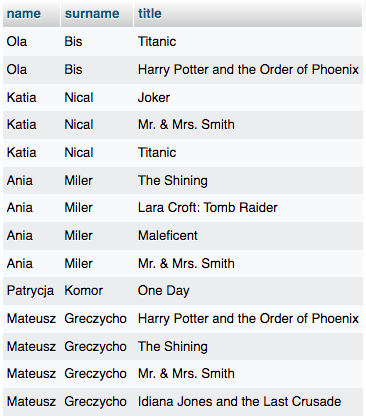 name surname title
Ola Bis Titanic
Ola Bis Harry Potter and the Order of Phoenix
Katia Nical Joker
Katia Nical Mr. & Mrs. Smith
Katia Nical Titanic
Ania Miler The Shining
Ania Miler Lara Croft: Tomb Raider
Ania Miler Maleficent
Ania Miler Mr. & Mrs. Smith
Patrycja Komor One Day
Mateusz Greczycho Harry Potter and the Order of Phoenix
Mateusz Greczycho The Shining
Mateusz Greczycho Mr. & Mrs. Smith
Mateusz Greczycho Idiana Jones and the Last Crusade